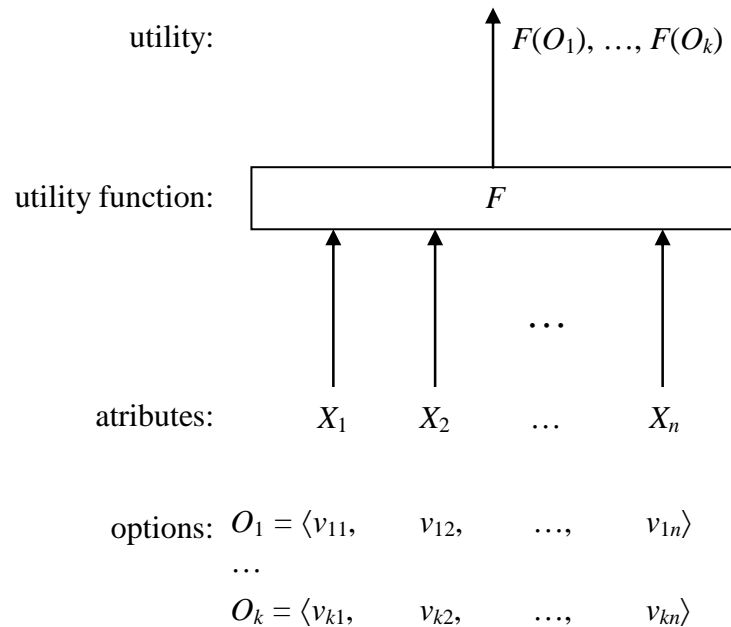 utility: F(O₁), …, F(Oₖ)
utility function: F
…
atributes: X₁ X₂ … Xₙ
options: O₁ = ⟨v₁₁, v₁₂, …, v₁ₙ⟩
…
Oₖ = ⟨vₖ₁, vₖ₂, …, vₖₙ⟩